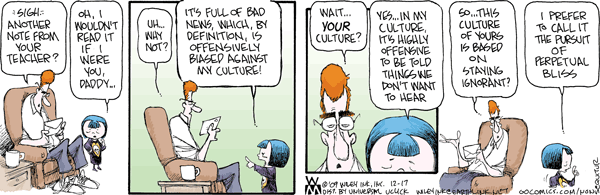 ::SIGH::
ANOTHER
NOTE FROM
YOUR
TEACHER?
OH, I
WOULDN'T
READ IT
IF I
WERE
YOU,
DADDY...
UH...
WHY
NOT?
IT'S FULL OF BAD
NEWS, WHICH, BY
DEFINITION, IS
OFFENSIVELY
BIASED AGAINST
MY CULTURE!
WAIT...
YOUR
CULTURE?
YES...IN MY
CULTURE,
IT'S HIGHLY
OFFENSIVE
TO BE TOLD
THINGS WE
DON'T WANT
TO HEAR
SO...THIS
CULTURE
OF YOURS
IS BASED
ON
STAYING
IGNORANT?
I PREFER
TO CALL IT
THE PURSUIT
OF
PERPETUAL
BLISS
©'09 WILEY INK, INC. 12-17
DIST. BY UNIVERSAL UCLICK
WILEYINK@EARTHLINK.NET
GOCOMICS.COM/NONSEQUITUR